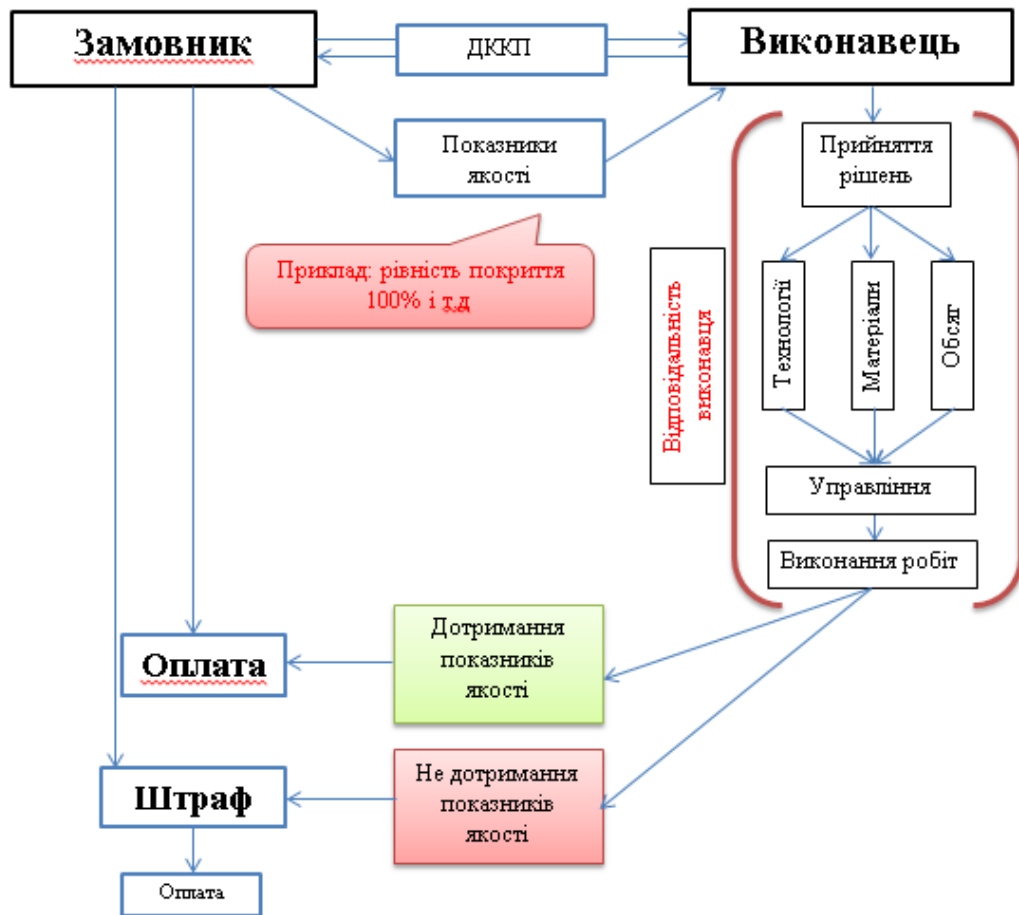 Замовник
ДККП
Виконавець
Показники
якості
Прийняття
рішень
Приклад: рівність покриття
100% і т.д
Відповідальність
виконавця
Технології
Матеріали
Обсяг
Управління
Виконання робіт
Дотримання
показників
якості
Оплата
Не дотримання
показників
якості
Штраф
Оплата